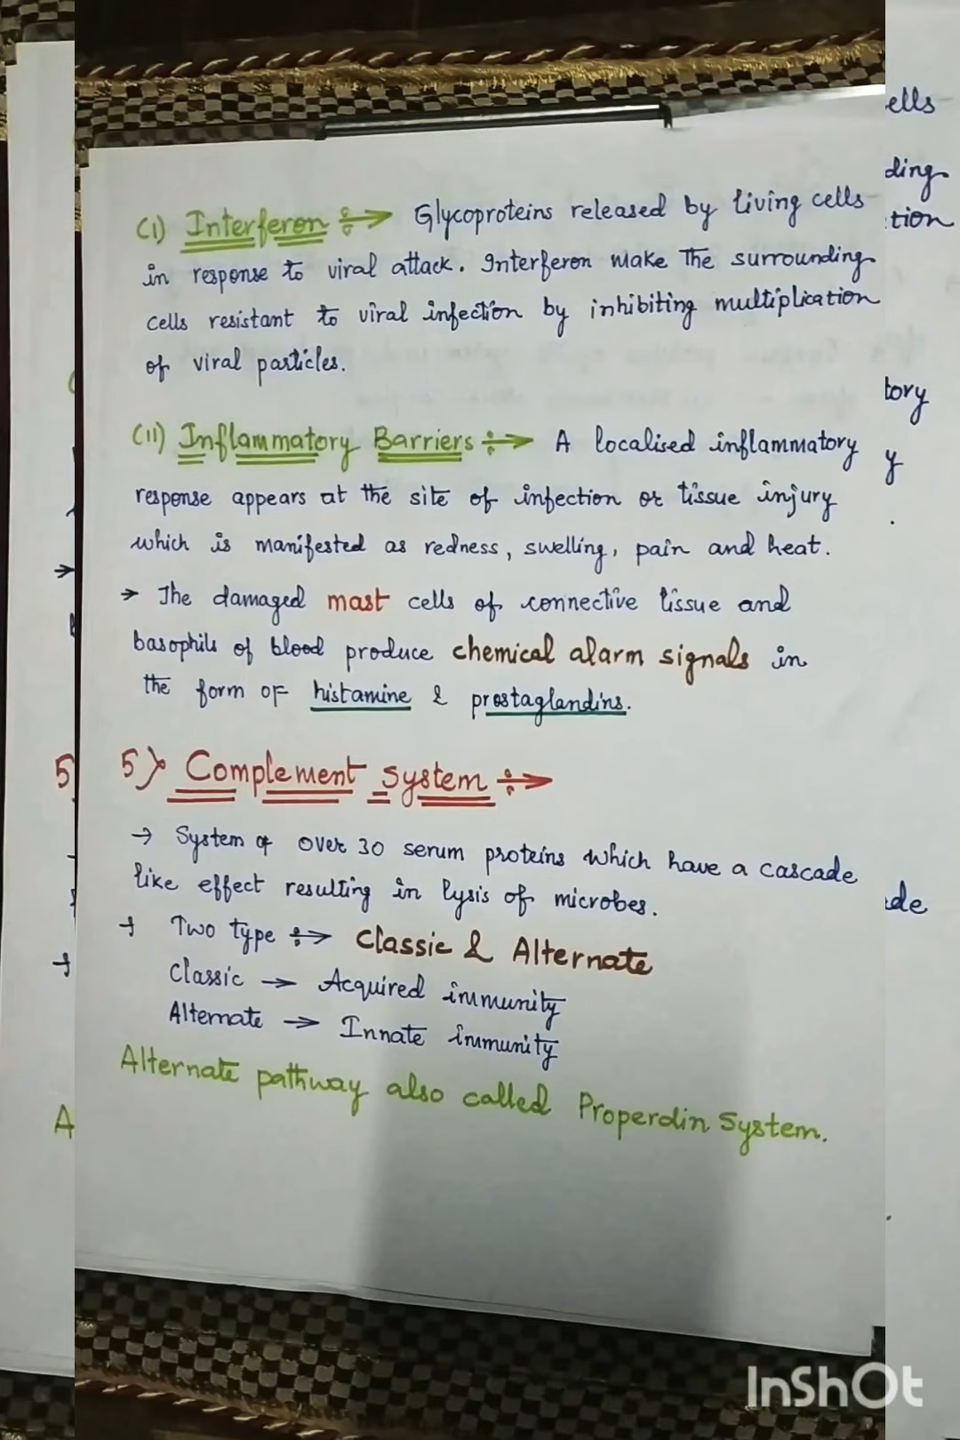 (I) Interferon ÷→ Glycoproteins released by living cells
in response to viral attack. Interferon make the surrounding
cells resistant to viral infection by inhibiting multiplication
of viral particles.
(II) Inflammatory Barriers ÷→ A localised inflammatory
response appears at the site of infection or tissue injury
which is manifested as redness, swelling, pain and heat.
→ The damaged mast cells of connective tissue and
basophils of blood produce chemical alarm signals in
the form of histamine & prostaglandins.
5) Complement System ÷→
→ System of over 30 serum proteins which have a cascade
like effect resulting in lysis of microbes.
→ Two type ÷→ Classic & Alternate
Classic → Acquired immunity
Alternate → Innate immunity
Alternate pathway also called Properdin System.
ells
ding
tion
tory
y
5
ade
A
InShOt